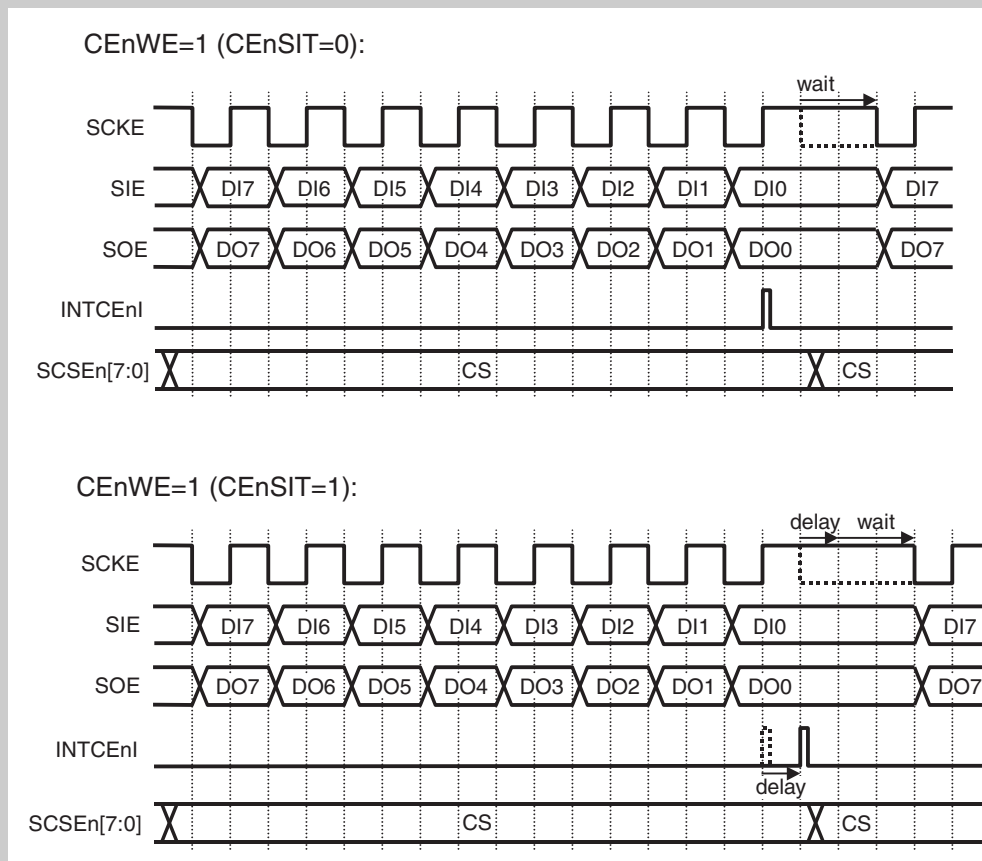 CEnWE=1 (CEnSIT=0):
wait
SCKE
SIE DI7 DI6 DI5 DI4 DI3 DI2 DI1 DI0 DI7
SOE DO7 DO6 DO5 DO4 DO3 DO2 DO1 DO0 DO7
INTCEnI
SCSEn[7:0] CS CS
CEnWE=1 (CEnSIT=1):
delay wait
SCKE
SIE DI7 DI6 DI5 DI4 DI3 DI2 DI1 DI0 DI7
SOE DO7 DO6 DO5 DO4 DO3 DO2 DO1 DO0 DO7
INTCEnI
delay
SCSEn[7:0] CS CS